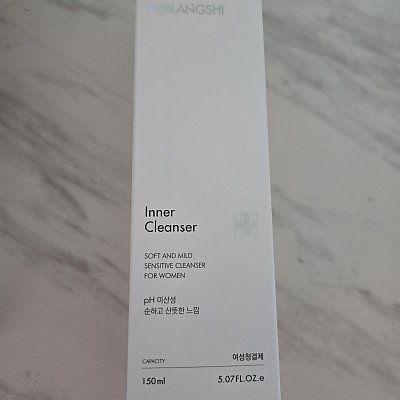 BLANGSHI
Inner
Cleanser
SOFT AND MILD
SENSITIVE CLEANSER
FOR WOMEN
pH 미산성
순하고 산뜻한 느낌
CAPACITY
여성청결제
150ml
5.07FL.OZ.e